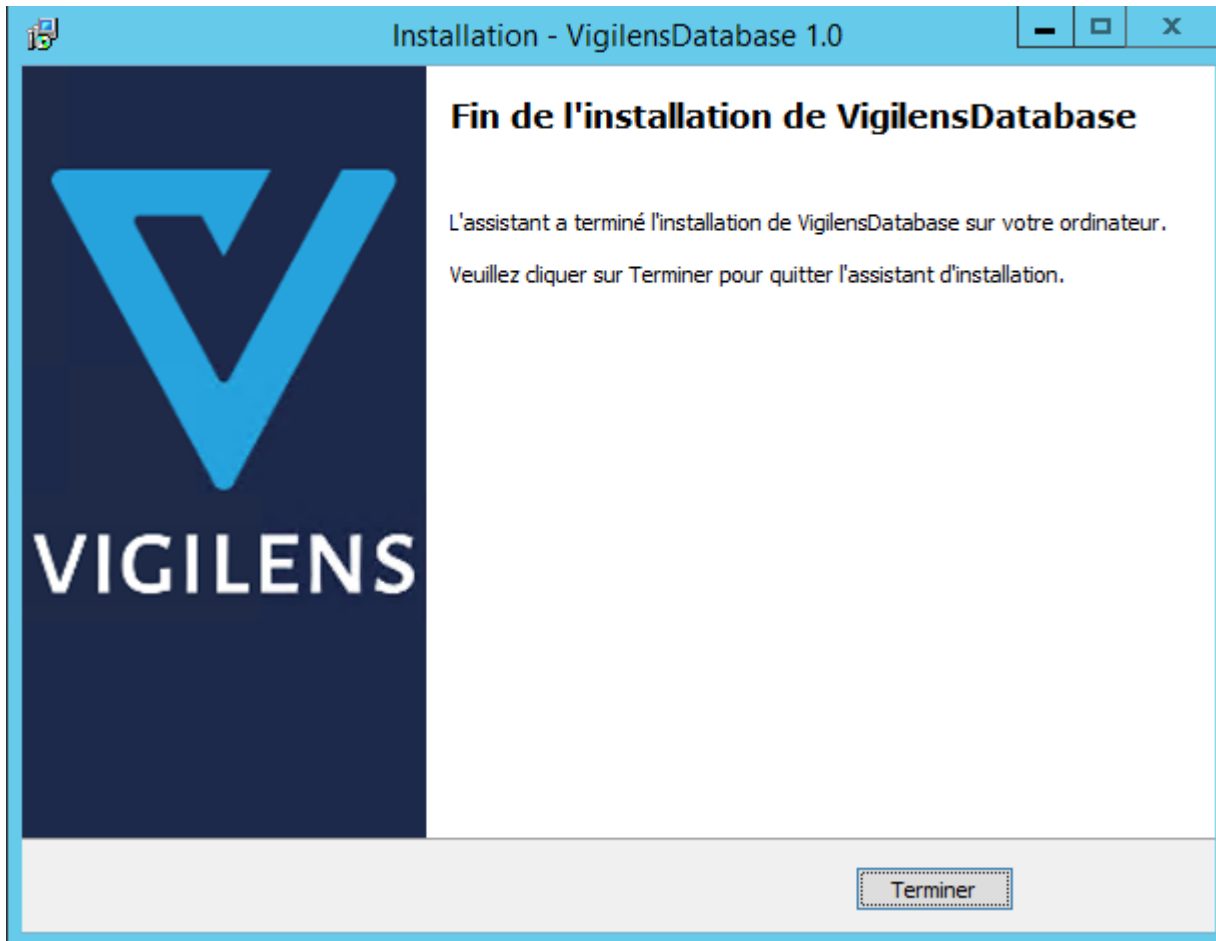 Installation - VigilensDatabase 1.0
Fin de l'installation de VigilensDatabase
L'assistant a terminé l'installation de VigilensDatabase sur votre ordinateur.
Veuillez cliquer sur Terminer pour quitter l'assistant d'installation.
VIGILENS
Terminer